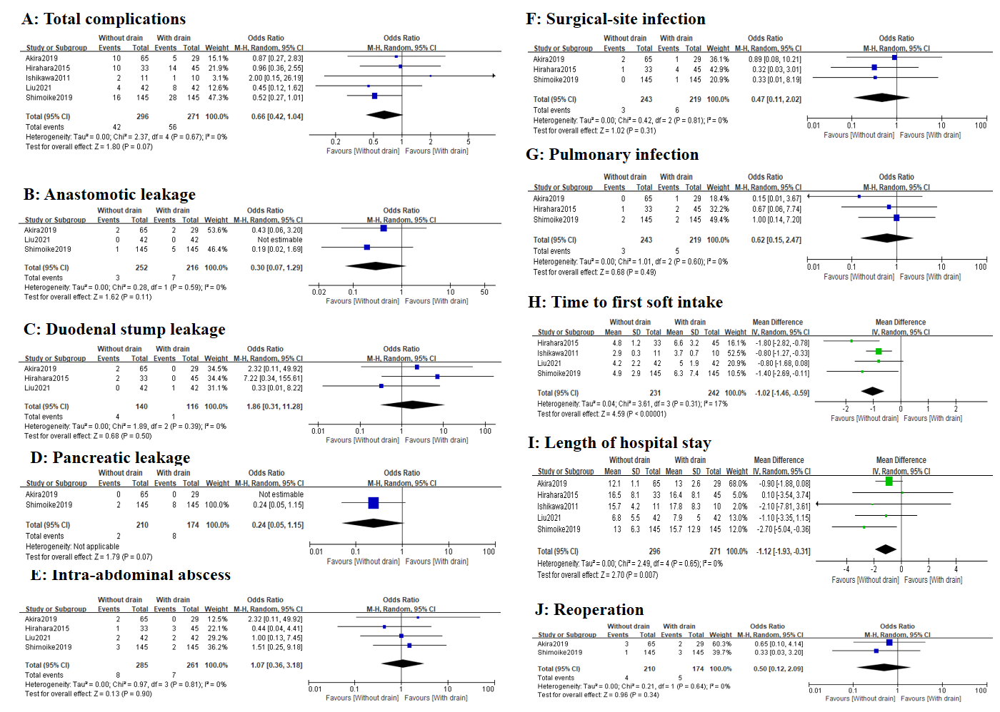 A: Total complications
Without drain With drain Odds Ratio Odds Ratio
Study or Subgroup Events Total Events Total Weight M-H, Random, 95% CI M-H, Random, 95% CI
Akira2019 10 65 5 29 15.1% 0.87 [0.27, 2.83]
Hirahara2015 10 33 14 45 21.9% 0.96 [0.36, 2.55]
Ishikawa2011 2 11 1 10 3.1% 2.00 [0.15, 26.19]
Liu2021 4 42 8 42 12.6% 0.45 [0.12, 1.62]
Shimoike2019 16 145 28 145 47.3% 0.52 [0.27, 1.01]
Total (95% CI) 296 271 100.0% 0.66 [0.42, 1.04]
Total events 42 56
Heterogeneity: Tau² = 0.00; Chi² = 2.37, df = 4 (P = 0.67); I² = 0%
Test for overall effect: Z = 1.80 (P = 0.07)
0.2 0.5 1 2 5
Favours [Without drain] Favours [With drain]
B: Anastomotic leakage
Without drain With drain Odds Ratio Odds Ratio
Study or Subgroup Events Total Events Total Weight M-H, Random, 95% CI M-H, Random, 95% CI
Akira2019 2 65 2 29 53.6% 0.43 [0.06, 3.20]
Liu2021 0 42 0 42 Not estimable
Shimoike2019 1 145 5 145 46.4% 0.19 [0.02, 1.69]
Total (95% CI) 252 216 100.0% 0.30 [0.07, 1.29]
Total events 3 7
Heterogeneity: Tau² = 0.00; Chi² = 0.28, df = 1 (P = 0.59); I² = 0%
Test for overall effect: Z = 1.62 (P = 0.11)
0.02 0.1 1 10 50
Favours [Without drain] Favours [With drain]
C: Duodenal stump leakage
Without drain With drain Odds Ratio Odds Ratio
Study or Subgroup Events Total Events Total Weight M-H, Random, 95% CI M-H, Random, 95% CI
Akira2019 2 65 0 29 34.5% 2.32 [0.11, 49.92]
Hirahara2015 2 33 0 45 34.4% 7.22 [0.34, 155.61]
Liu2021 0 42 1 42 31.1% 0.33 [0.01, 8.22]
Total (95% CI) 140 116 100.0% 1.86 [0.31, 11.28]
Total events 4 1
Heterogeneity: Tau² = 0.00; Chi² = 1.89, df = 2 (P = 0.39); I² = 0%
Test for overall effect: Z = 0.68 (P = 0.50)
0.01 0.1 1 10 100
Favours [Without drain] Favours [With drain]
D: Pancreatic leakage
Without drain With drain Odds Ratio Odds Ratio
Study or Subgroup Events Total Events Total Weight M-H, Random, 95% CI M-H, Random, 95% CI
Akira2019 0 65 0 29 Not estimable
Shimoike2019 2 145 8 145 100.0% 0.24 [0.05, 1.15]
Total (95% CI) 210 174 100.0% 0.24 [0.05, 1.15]
Total events 2 8
Heterogeneity: Not applicable
Test for overall effect: Z = 1.79 (P = 0.07)
0.01 0.1 1 10 100
Favours [Without drain] Favours [With drain]
E: Intra-abdominal abscess
Without drain With drain Odds Ratio Odds Ratio
Study or Subgroup Events Total Events Total Weight M-H, Random, 95% CI M-H, Random, 95% CI
Akira2019 2 65 0 29 12.5% 2.32 [0.11, 49.92]
Hirahara2015 1 33 3 45 22.1% 0.44 [0.04, 4.41]
Liu2021 2 42 2 42 29.2% 1.00 [0.13, 7.45]
Shimoike2019 3 145 2 145 36.2% 1.51 [0.25, 9.18]
Total (95% CI) 285 261 100.0% 1.07 [0.36, 3.18]
Total events 8 7
Heterogeneity: Tau² = 0.00; Chi² = 0.97, df = 3 (P = 0.81); I² = 0%
Test for overall effect: Z = 0.13 (P = 0.90)
0.01 0.1 1 10 100
Favours [Without drain] Favours [With drain]
F: Surgical-site infection
Without drain With drain Odds Ratio Odds Ratio
Study or Subgroup Events Total Events Total Weight M-H, Random, 95% CI M-H, Random, 95% CI
Akira2019 2 65 1 29 36.1% 0.89 [0.08, 10.21]
Hirahara2015 1 33 4 45 42.9% 0.32 [0.03, 3.01]
Shimoike2019 0 145 1 145 20.9% 0.33 [0.01, 8.19]
Total (95% CI) 243 219 100.0% 0.47 [0.11, 2.02]
Total events 3 6
Heterogeneity: Tau² = 0.00; Chi² = 0.42, df = 2 (P = 0.81); I² = 0%
Test for overall effect: Z = 1.02 (P = 0.31)
0.01 0.1 1 10 100
Favours [Without drain] Favours [With drain]
G: Pulmonary infection
Without drain With drain Odds Ratio Odds Ratio
Study or Subgroup Events Total Events Total Weight M-H, Random, 95% CI M-H, Random, 95% CI
Akira2019 0 65 1 29 18.4% 0.15 [0.01, 3.67]
Hirahara2015 1 33 2 45 32.2% 0.67 [0.06, 7.74]
Shimoike2019 2 145 2 145 49.4% 1.00 [0.14, 7.20]
Total (95% CI) 243 219 100.0% 0.62 [0.15, 2.47]
Total events 3 5
Heterogeneity: Tau² = 0.00; Chi² = 1.01, df = 2 (P = 0.60); I² = 0%
Test for overall effect: Z = 0.68 (P = 0.49)
0.01 0.1 1 10 100
Favours [Without drain] Favours [With drain]
H: Time to first soft intake
Without drain With drain Mean Difference Mean Difference
Study or Subgroup Mean SD Total Mean SD Total Weight IV, Random, 95% CI IV, Random, 95% CI
Hirahara2015 4.8 1.2 33 6.6 3.2 45 16.1% -1.80 [-2.82, -0.78]
Ishikawa2011 2.9 0.3 11 3.7 0.7 10 52.5% -0.80 [-1.27, -0.33]
Liu2021 4.2 2.2 42 5 1.9 42 20.9% -0.80 [-1.68, 0.08]
Shimoike2019 4.9 2.9 145 6.3 7.4 145 10.5% -1.40 [-2.69, -0.11]
Total (95% CI) 231 242 100.0% -1.02 [-1.46, -0.59]
Heterogeneity: Tau² = 0.04; Chi² = 3.61, df = 3 (P = 0.31); I² = 17%
Test for overall effect: Z = 4.59 (P < 0.00001)
-2 -1 0 1 2
Favours [Without drain] Favours [With drain]
I: Length of hospital stay
Without drain With drain Mean Difference Mean Difference
Study or Subgroup Mean SD Total Mean SD Total Weight IV, Random, 95% CI IV, Random, 95% CI
Akira2019 12.1 1.1 65 13 2.6 29 68.0% -0.90 [-1.88, 0.08]
Hirahara2015 16.5 8.1 33 16.4 8.1 45 5.0% 0.10 [-3.54, 3.74]
Ishikawa2011 15.7 4.2 11 17.8 8.3 10 2.0% -2.10 [-7.81, 3.61]
Liu2021 6.8 5.5 42 7.9 5 42 13.0% -1.10 [-3.35, 1.15]
Shimoike2019 13 6.3 145 15.7 12.9 145 12.0% -2.70 [-5.04, -0.36]
Total (95% CI) 296 271 100.0% -1.12 [-1.93, -0.31]
Heterogeneity: Tau² = 0.00; Chi² = 2.49, df = 4 (P = 0.65); I² = 0%
Test for overall effect: Z = 2.70 (P = 0.007)
-4 -2 0 2 4
Favours [Without drain] Favours [With drain]
J: Reoperation
Without drain With drain Odds Ratio Odds Ratio
Study or Subgroup Events Total Events Total Weight M-H, Random, 95% CI M-H, Random, 95% CI
Akira2019 3 65 2 29 60.3% 0.65 [0.10, 4.14]
Shimoike2019 1 145 3 145 39.7% 0.33 [0.03, 3.20]
Total (95% CI) 210 174 100.0% 0.50 [0.12, 2.09]
Total events 4 5
Heterogeneity: Tau² = 0.00; Chi² = 0.21, df = 1 (P = 0.64); I² = 0%
Test for overall effect: Z = 0.96 (P = 0.34)
0.01 0.1 1 10 100
Favours [Without drain] Favours [With drain]